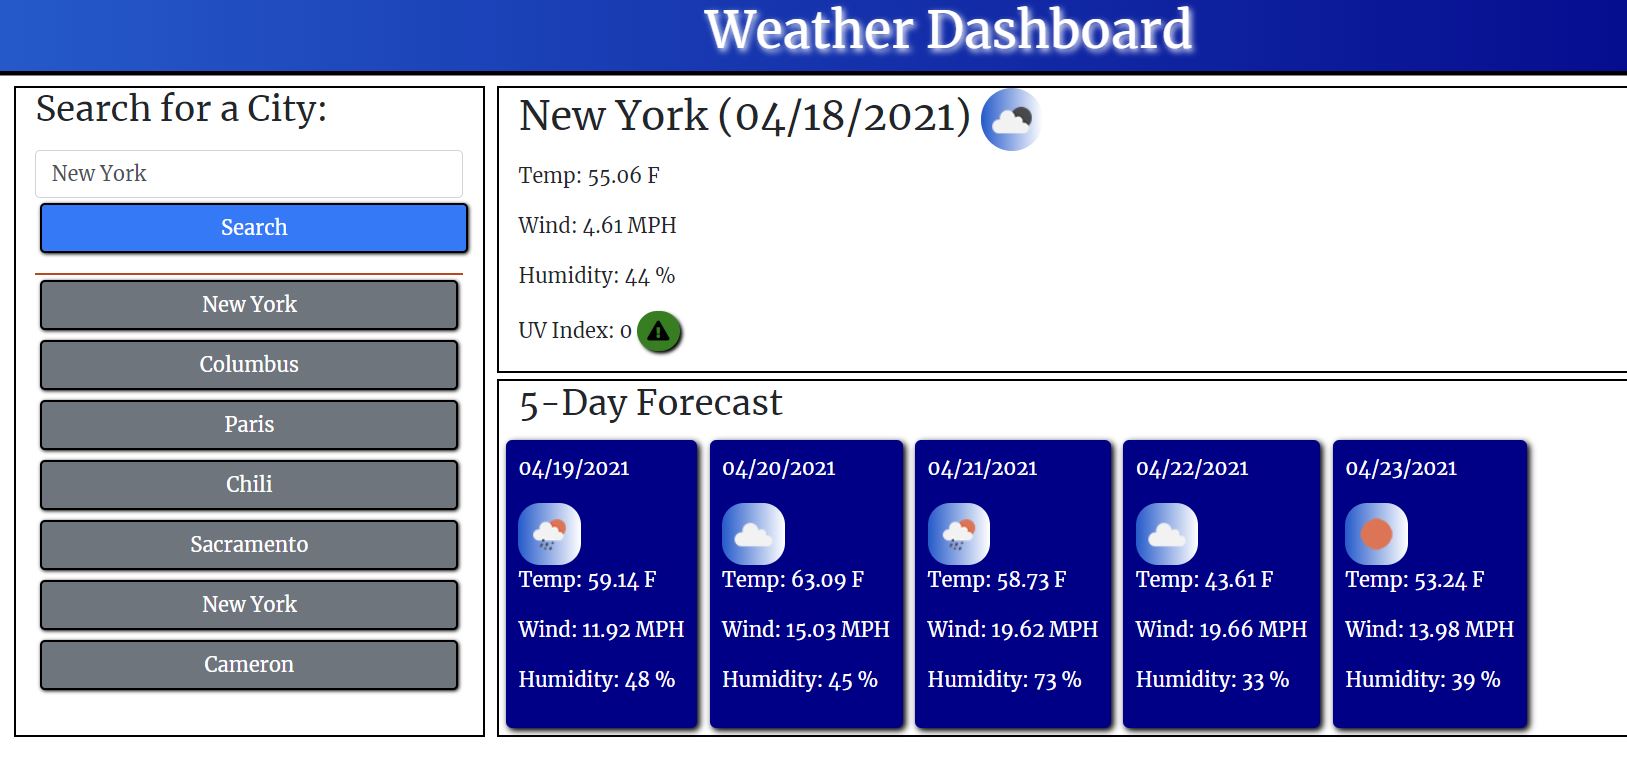 Weather Dashboard
Search for a City:
New York
Search
New York
Columbus
Paris
Chili
Sacramento
New York
Cameron
New York (04/18/2021)
Temp: 55.06 F
Wind: 4.61 MPH
Humidity: 44 %
UV Index: 0
5-Day Forecast
04/19/2021
Temp: 59.14 F
Wind: 11.92 MPH
Humidity: 48 %
04/20/2021
Temp: 63.09 F
Wind: 15.03 MPH
Humidity: 45 %
04/21/2021
Temp: 58.73 F
Wind: 19.62 MPH
Humidity: 73 %
04/22/2021
Temp: 43.61 F
Wind: 19.66 MPH
Humidity: 33 %
04/23/2021
Temp: 53.24 F
Wind: 13.98 MPH
Humidity: 39 %